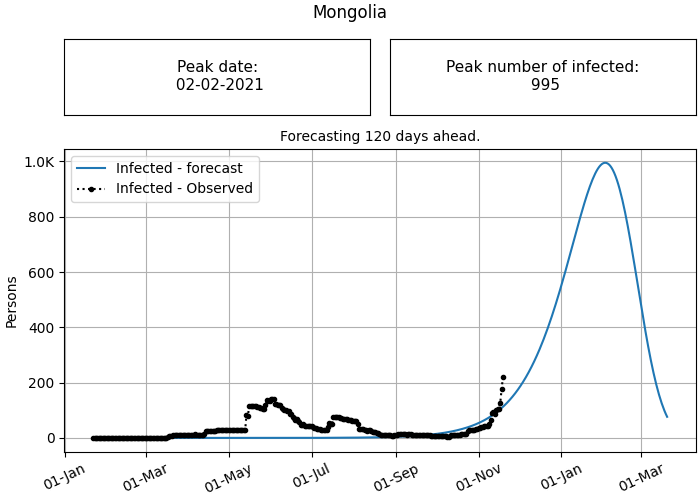 Mongolia
Peak date:
02-02-2021
Peak number of infected:
995
Forecasting 120 days ahead.
Infected - forecast
Infected - Observed
Persons
1.0K
800
600
400
200
0
01-Jan
01-Mar
01-May
01-Jul
01-Sep
01-Nov
01-Jan
01-Mar